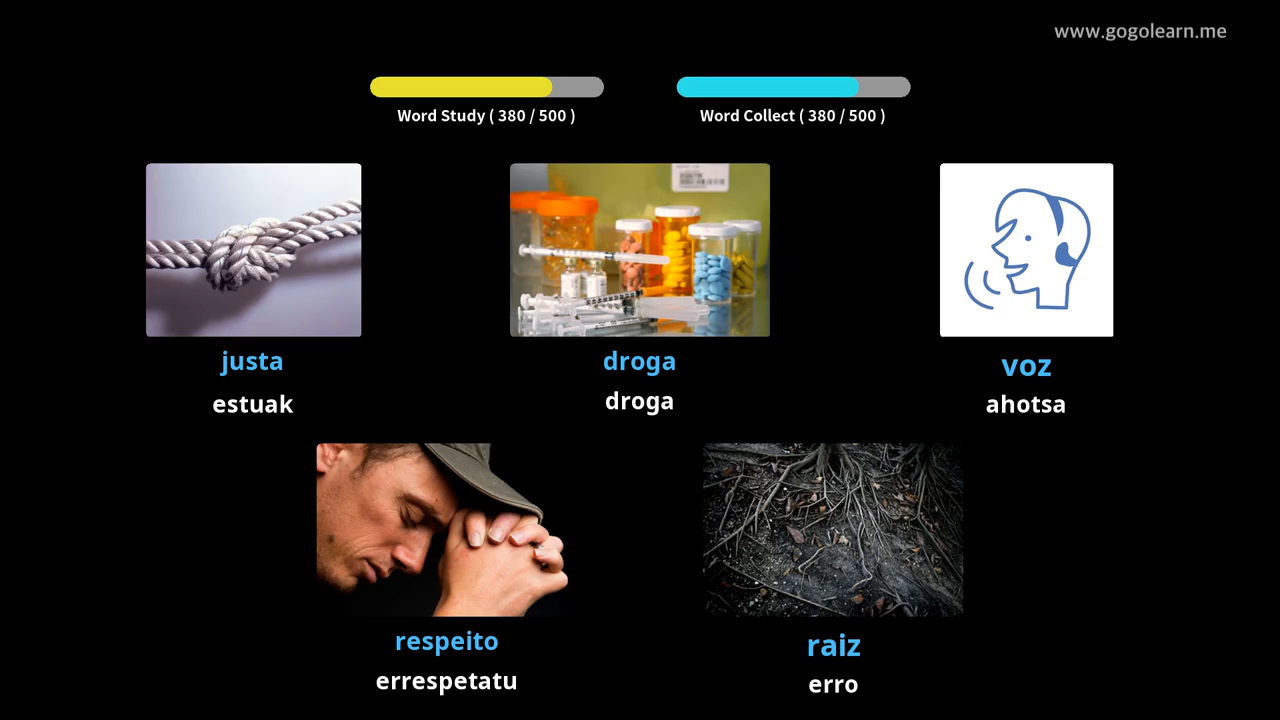 www.gogolearn.me
Word Study ( 380 / 500 )
Word Collect ( 380 / 500 )
justa
droga
voz
estuak
droga
ahotsa
respeito
raiz
errespetatu
erro